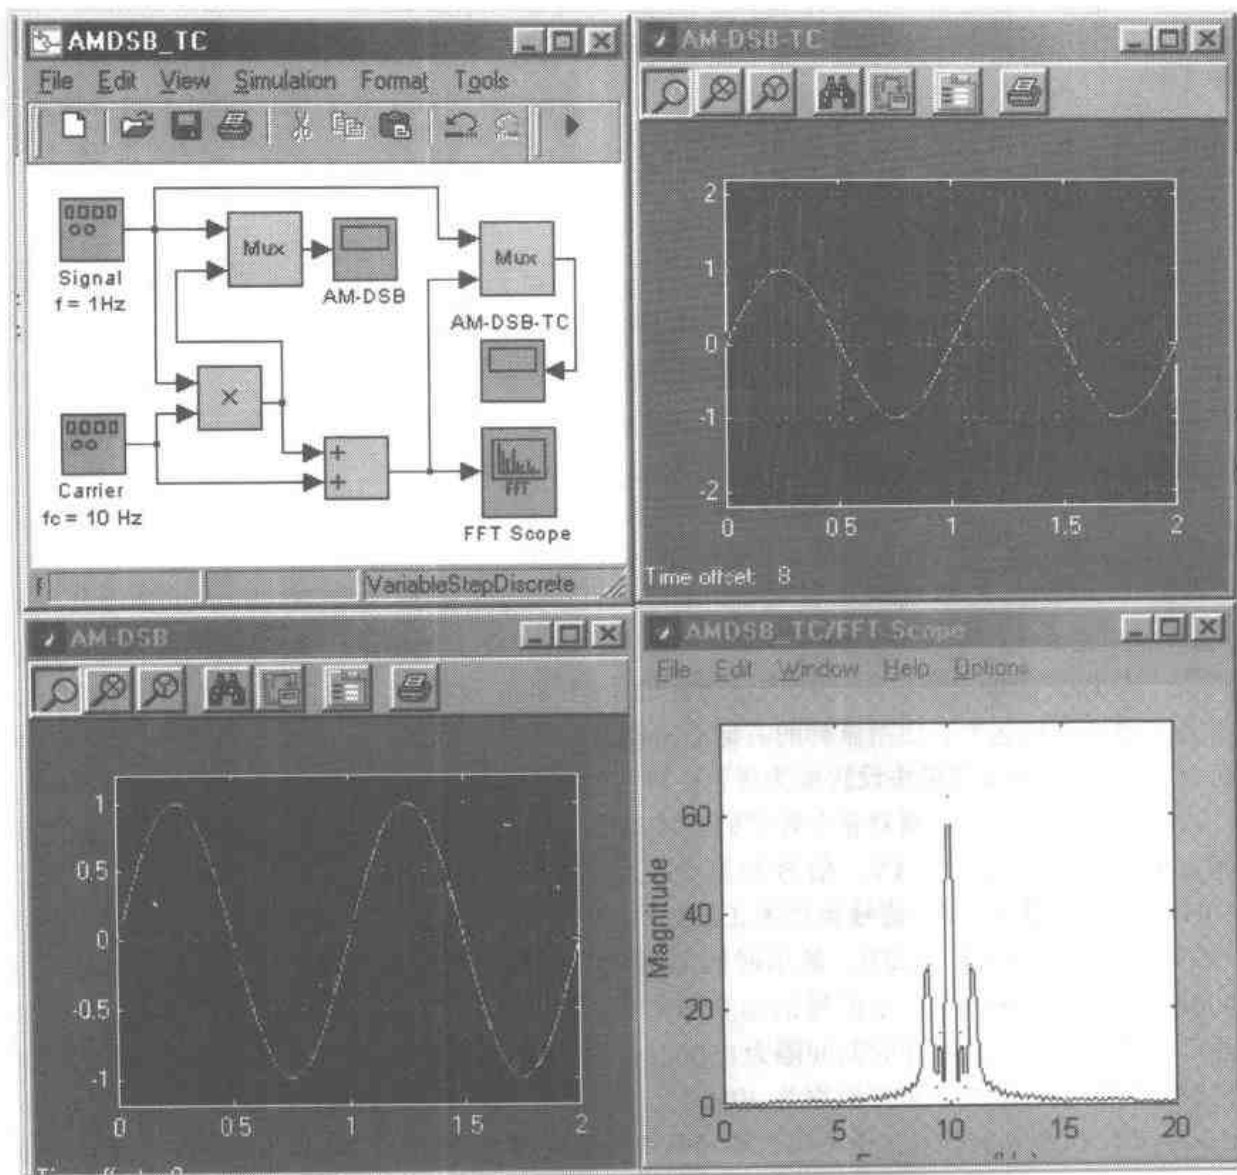 AMDSB_TC
File Edit View Simulation Format Tools
Signal
f = 1Hz
Mux
AM-DSB
Mux
AM-DSB-TC
×
Carrier
fc = 10 Hz
+
+
FFT
FFT Scope
F
VariableStepDiscrete
AM-DSB-TC
2
1
0
-1
-2
0 0.5 1 1.5 2
Time offset: 8
AM-DSB
1
0.5
0
-0.5
-1
0 0.5 1 1.5 2
Time offset:
AMDSB_TC/FFT Scope
File Edit Window Help Options
Magnitude
60
40
20
0
0 5 10 15 20